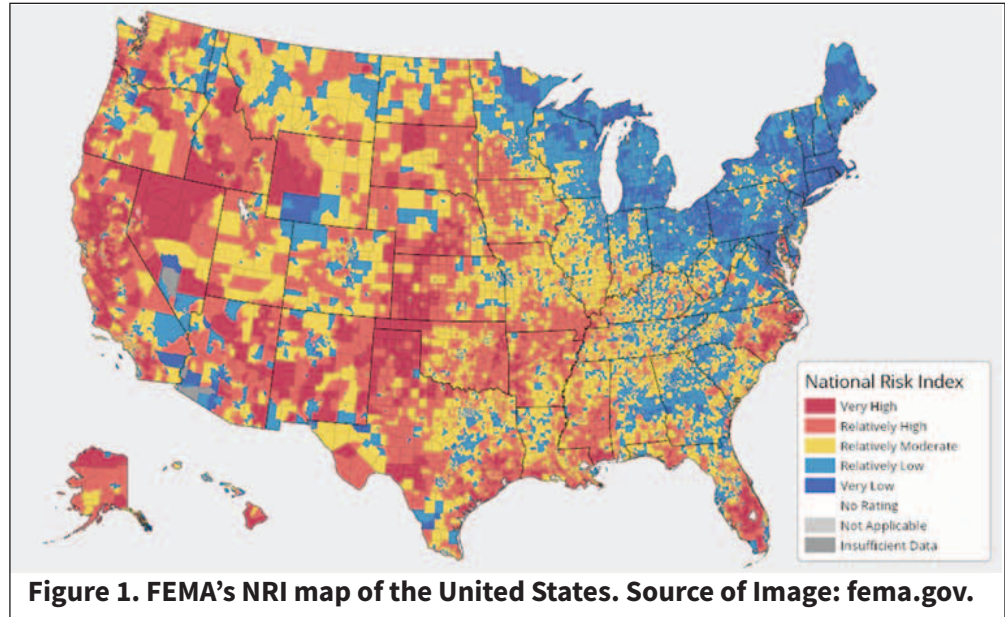 National Risk Index
Very High
Relatively High
Relatively Moderate
Relatively Low
Very Low
No Rating
Not Applicable
Insufficient Data
Figure 1. FEMA's NRI map of the United States. Source of Image: fema.gov.